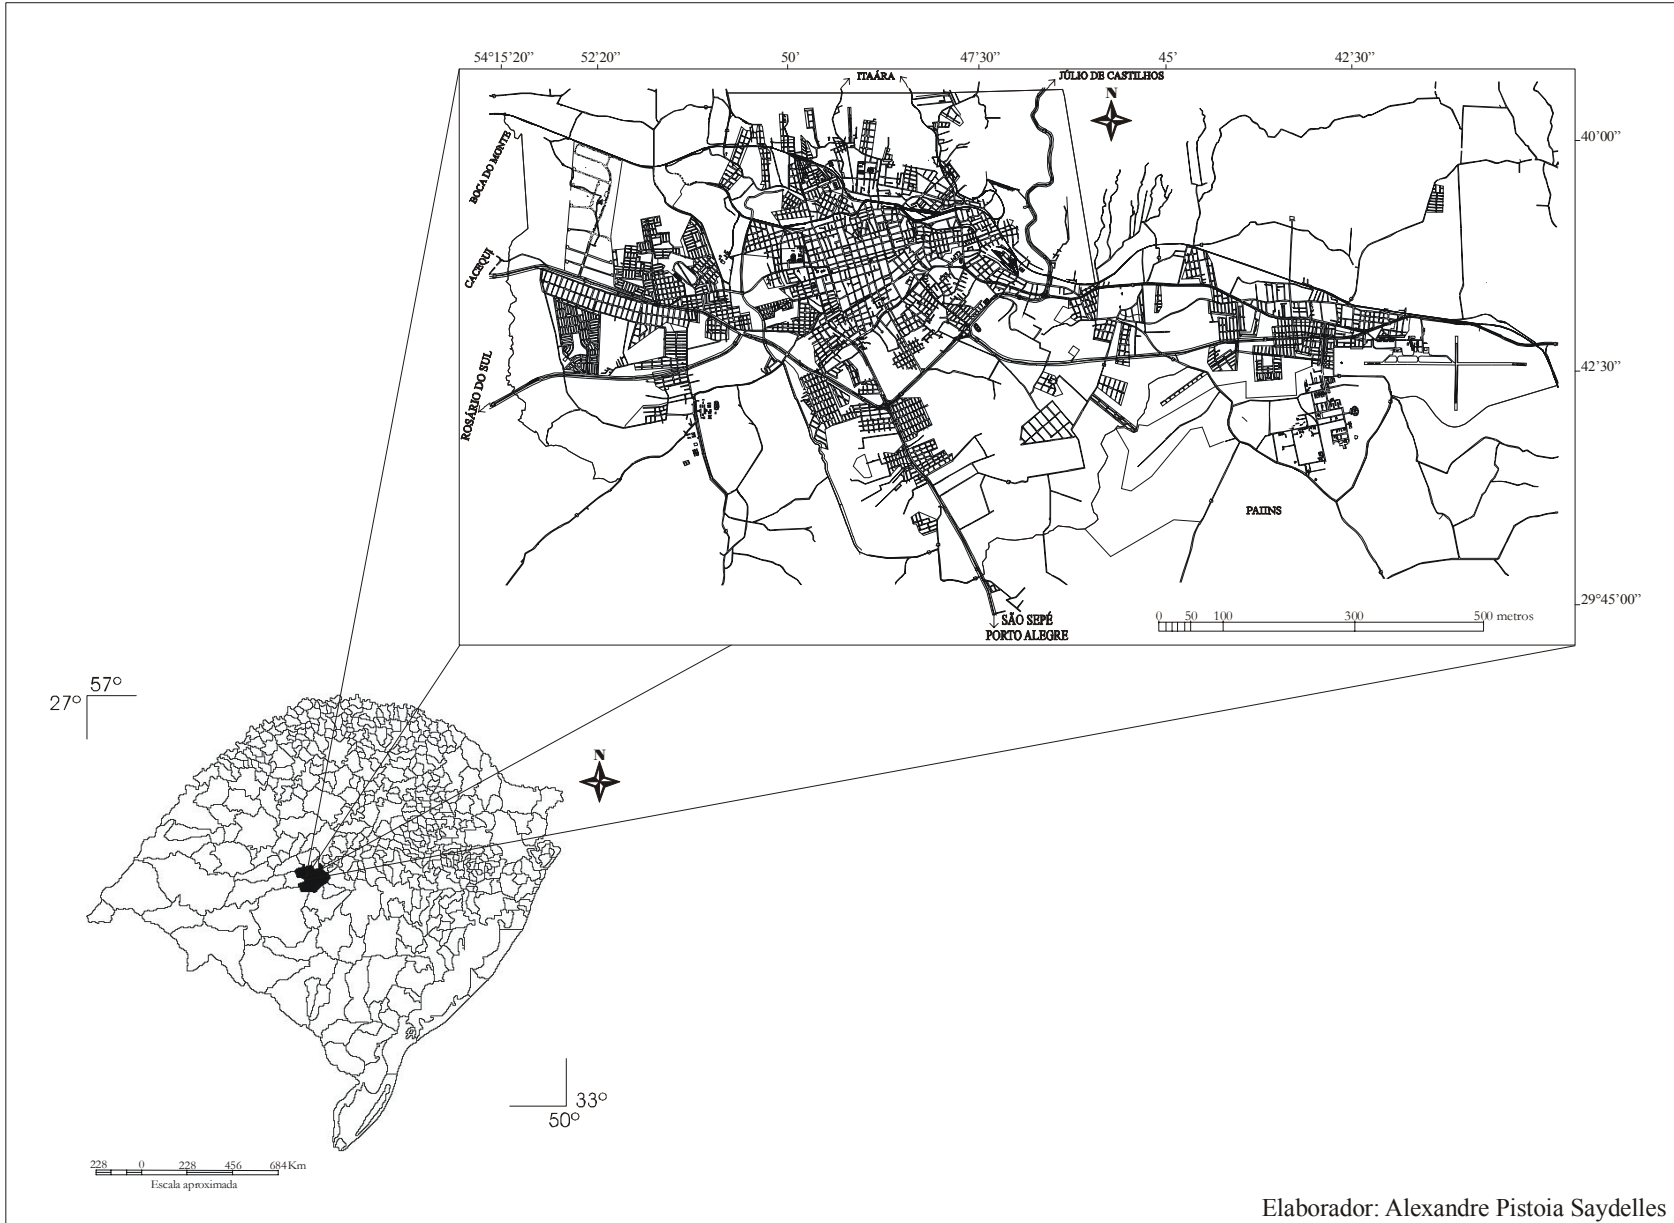 54°15'20" 52'20" 50' 47'30" 45' 42'30"
ITAÁRA
JÚLIO DE CASTILHOS
N
40'00"
BOCA DO MONTE
CACEQUI
42'30"
ROSÁRIO DO SUL
PAIINS
29°45'00"
0 50 100 300 500 metros
SÃO SEPÉ
PORTO ALEGRE
57°
27°
N
33°
50°
228 0 228 456 684Km
Escala aproximada
Elaborador: Alexandre Pistoia Saydelles